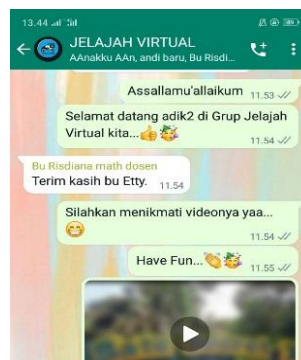 13.44
JELAJAH VIRTUAL
AAnakku AAn, andi baru, Bu Risdi...
Assallamu'allaikum 11.53
Selamat datang adik2 di Grup Jelajah
Virtual kita...👍🥳
11.54
Bu Risdiana math dosen
Terim kasih bu Etty. 11.54
Silahkan menikmati videonya yaa...
😁
11.54
Have Fun...👏🥳 11.55